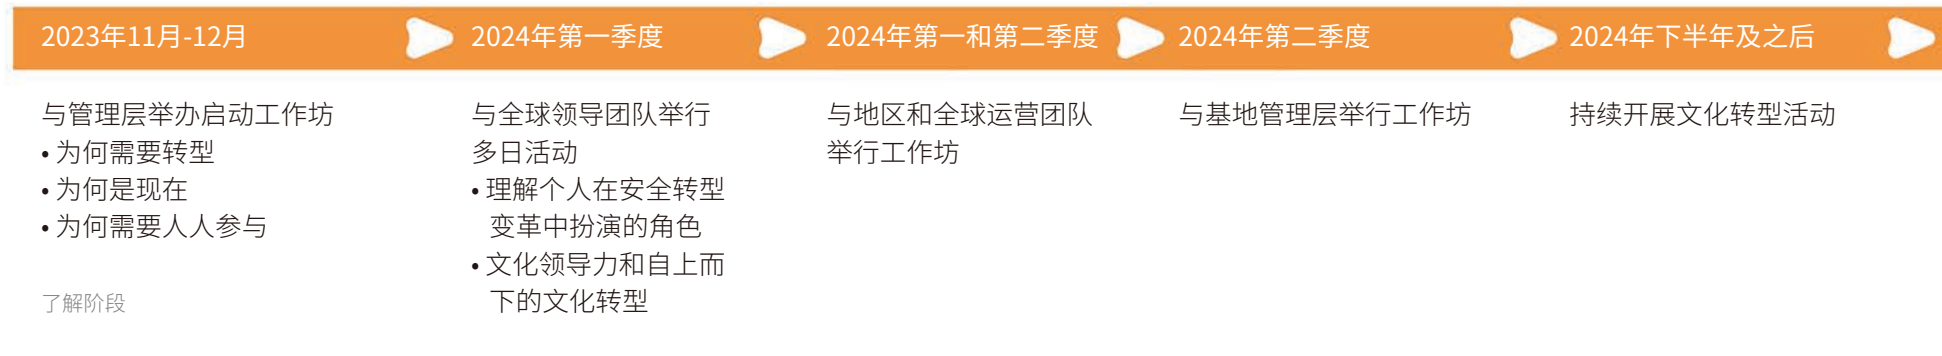 2023年11月-12月
2024年第一季度
2024年第一和第二季度
2024年第二季度
2024年下半年及之后
与管理层举办启动工作坊
• 为何需要转型
• 为何是现在
• 为何需要人人参与
了解阶段
与全球领导团队举行
多日活动
• 理解个人在安全转型
变革中扮演的角色
• 文化领导力和自上而
下的文化转型
与地区和全球运营团队
举行工作坊
与基地管理层举行工作坊
持续开展文化转型活动